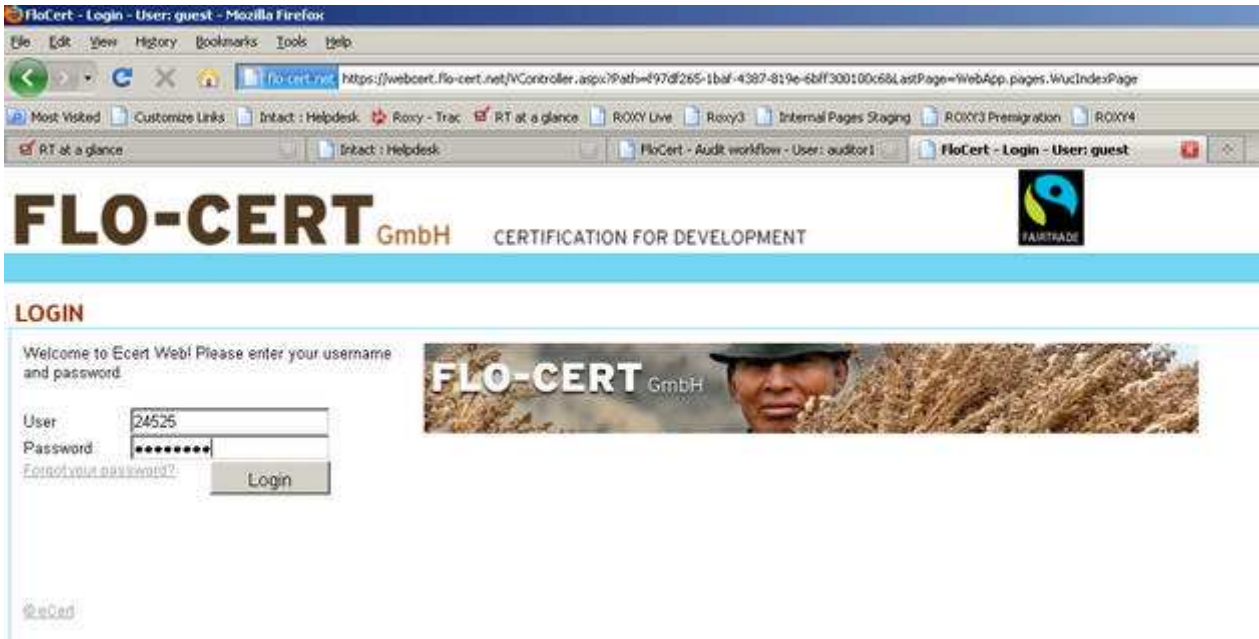 FloCert - Login - User: guest - Mozilla Firefox
File Edit View History Bookmarks Tools Help
flo-cert.net https://webcert.flo-cert.net/VController.aspx?Path=f97df265-1baf-4387-819e-6bff300100c6&LastPage=WebApp.pages.WucIndexPage
Most Visited Customize Links Intact : Helpdesk Roxy - Trac RT at a glance ROXY Live Roxy3 Internal Pages Staging ROXY3 Premigration ROXY4
RT at a glance Intact : Helpdesk FloCert - Audit workflow - User: auditor1 FloCert - Login - User: guest
FLO-CERT GmbH CERTIFICATION FOR DEVELOPMENT FAIRTRADE
LOGIN
Welcome to Ecert Web! Please enter your username
and password
FLO-CERT GmbH
User 24525
Password ••••••••
Forgot your password? Login
@ eCert